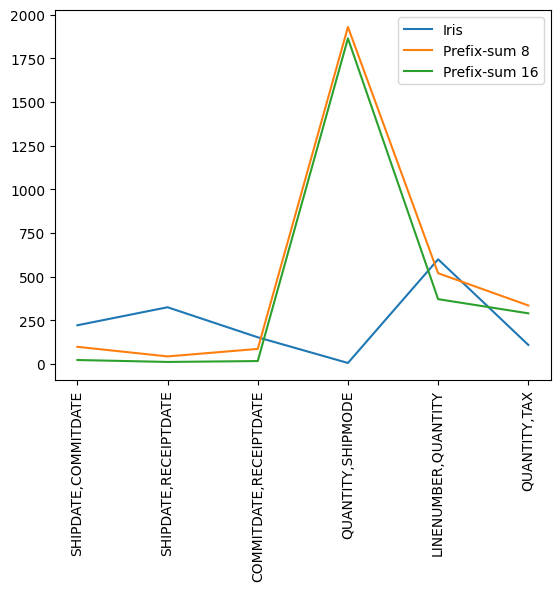 2000
1750
1500
1250
1000
750
500
250
0
Iris
Prefix-sum 8
Prefix-sum 16
SHIPDATE,COMMITDATE
SHIPDATE,RECEIPTDATE
COMMITDATE,RECEIPTDATE
QUANTITY,SHIPMODE
LINENUMBER,QUANTITY
QUANTITY,TAX